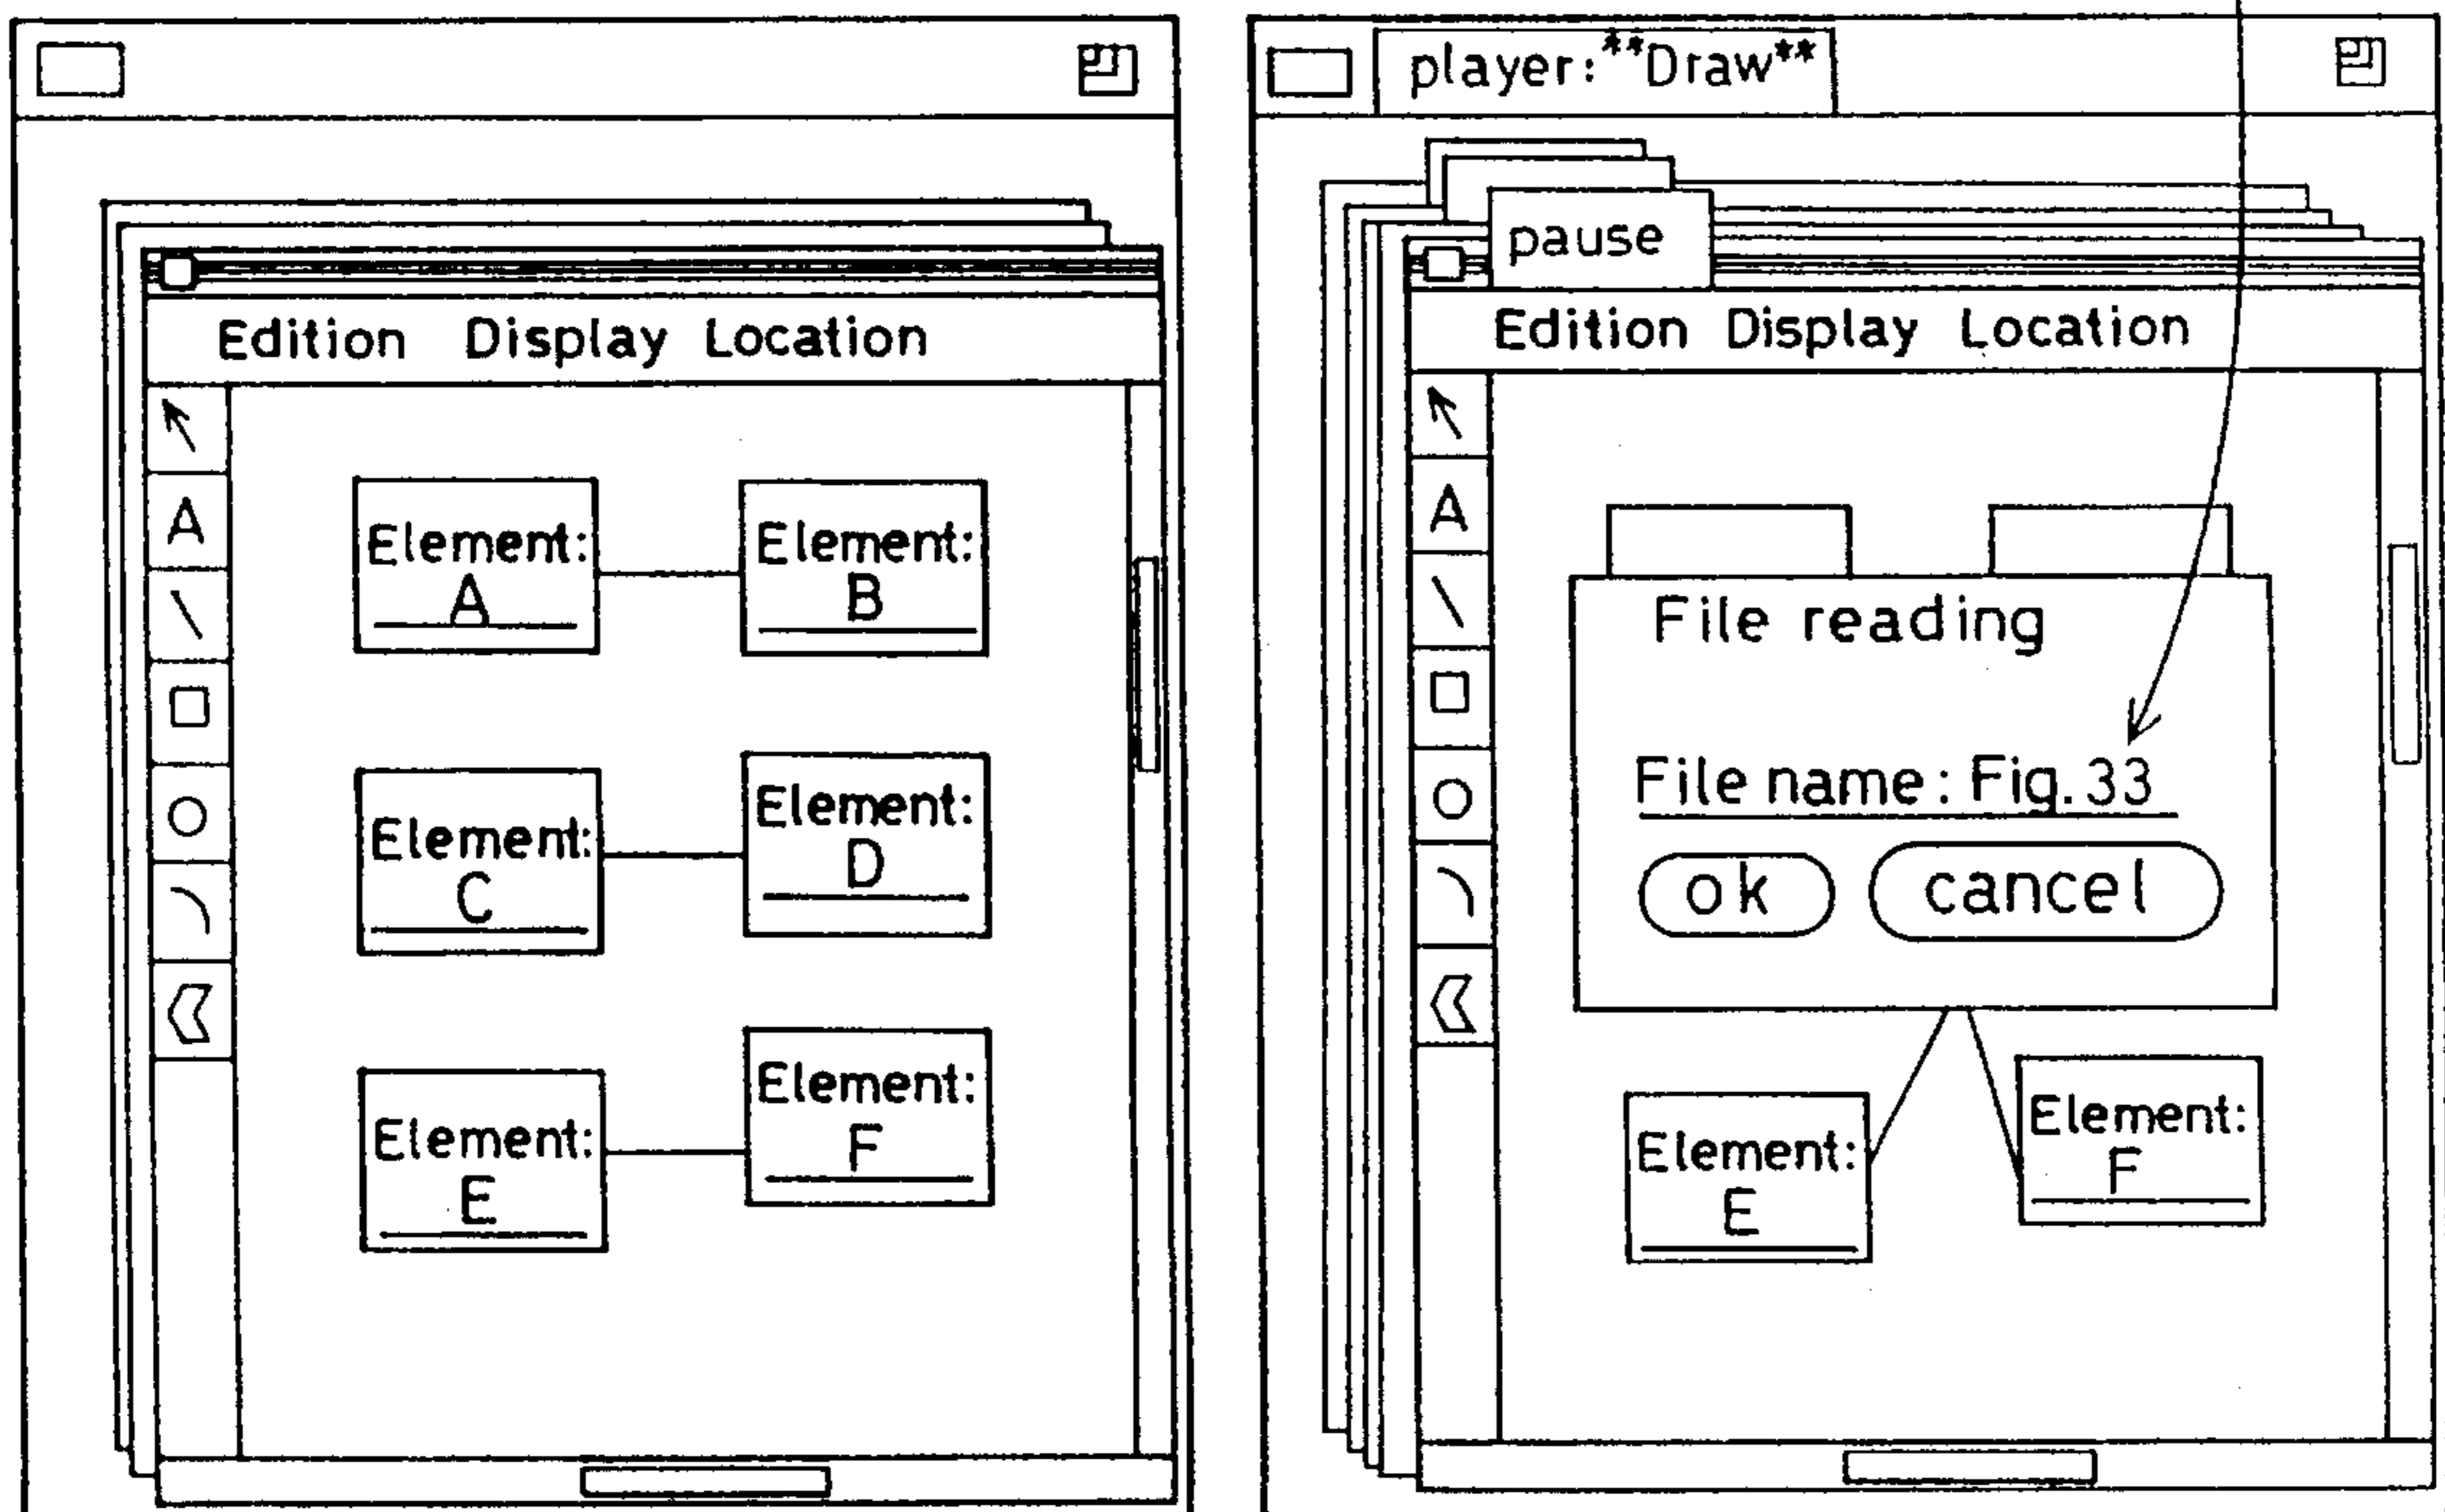 Edition Display Location
A
Element:
A
Element:
B
Element:
C
Element:
D
Element:
E
Element:
F
player:**Draw**
pause
Edition Display Location
A
File reading
File name: Fig.33
ok cancel
Element:
E
Element:
F